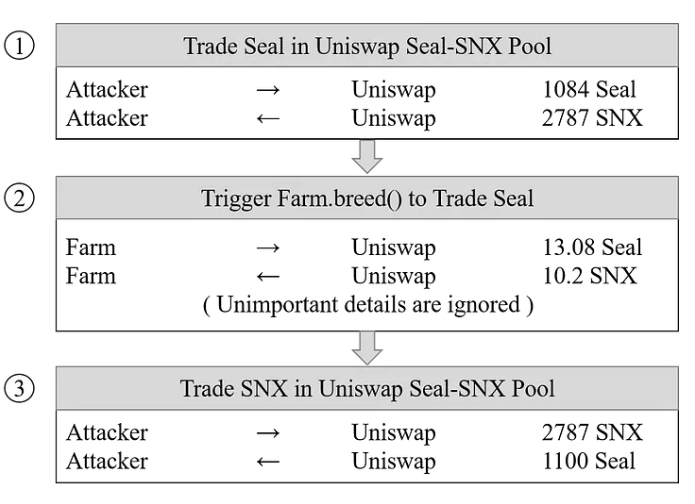 ① Trade Seal in Uniswap Seal-SNX Pool
Attacker → Uniswap 1084 Seal
Attacker ← Uniswap 2787 SNX
② Trigger Farm.breed() to Trade Seal
Farm → Uniswap 13.08 Seal
Farm ← Uniswap 10.2 SNX
( Unimportant details are ignored )
③ Trade SNX in Uniswap Seal-SNX Pool
Attacker → Uniswap 2787 SNX
Attacker ← Uniswap 1100 Seal